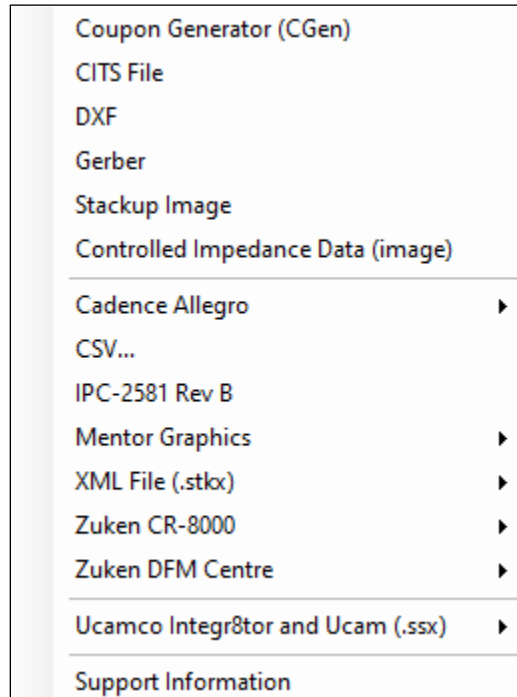 Coupon Generator (CGen)
CITS File
DXF
Gerber
Stackup Image
Controlled Impedance Data (image)
Cadence Allegro
CSV...
IPC-2581 Rev B
Mentor Graphics
XML File (.stkx)
Zuken CR-8000
Zuken DFM Centre
Ucamco Integr8tor and Ucam (.ssx)
Support Information